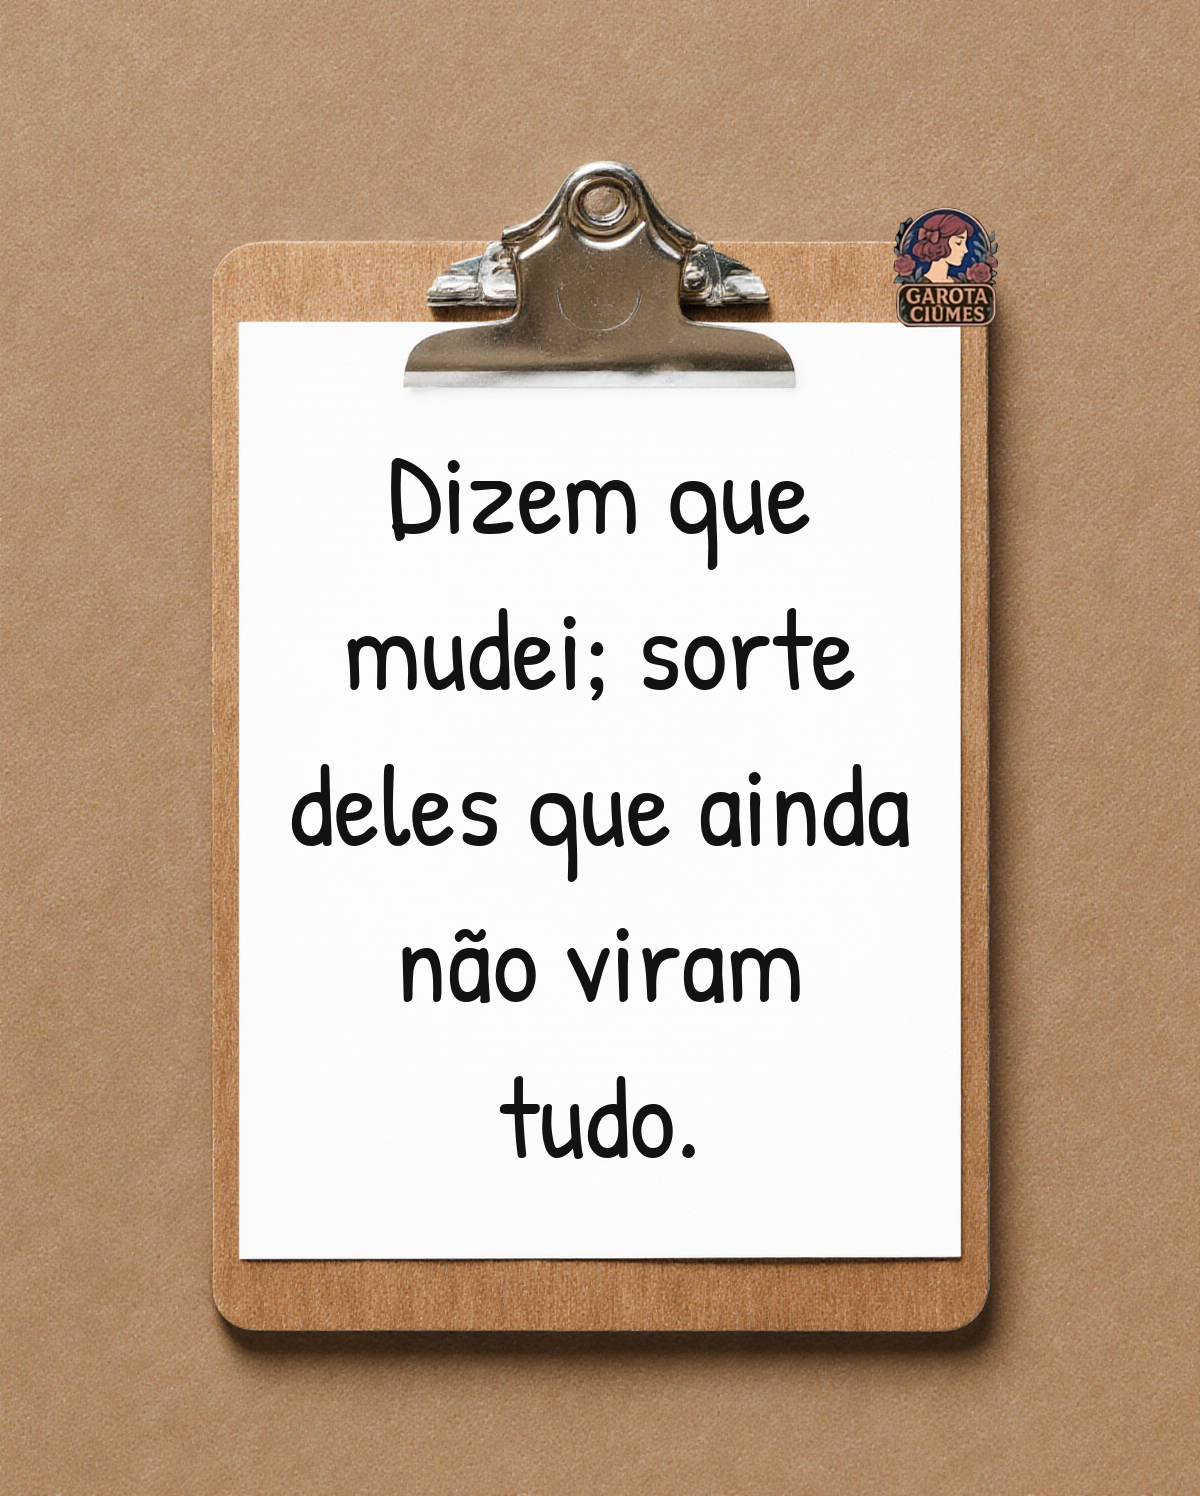 GAROTA
CIÚMES
Dizem que
mudei; sorte
deles que ainda
não viram
tudo.